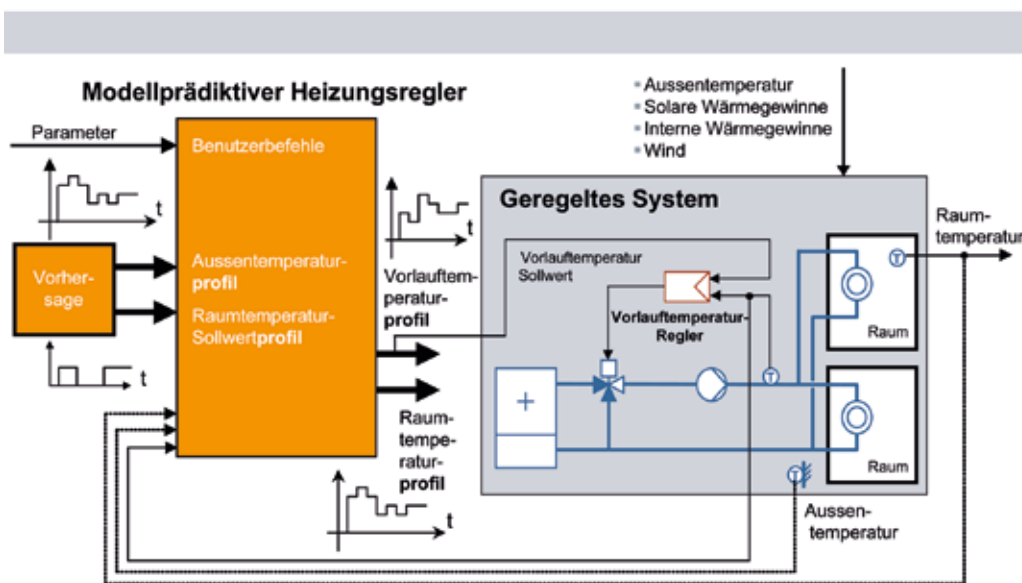 Modellprädiktiver Heizungsregler
Parameter
Benutzerbefehle
t
Vorher-
sage
Aussentemperatur-
profil
Raumtemperatur-
Sollwertprofil
t
t
Vorlauftem-
peratur-
profil
Raum-
tempe-
ratur-
profil
t
Aussentemperatur
Solare Wärmegewinne
Interne Wärmegewinne
Wind
Geregeltes System
Vorlauftemperatur
Sollwert
Vorlauftemperatur-
Regler
T
+
T
Raum
Raum
T
Raum-
temperatur
Aussen-
temperatur